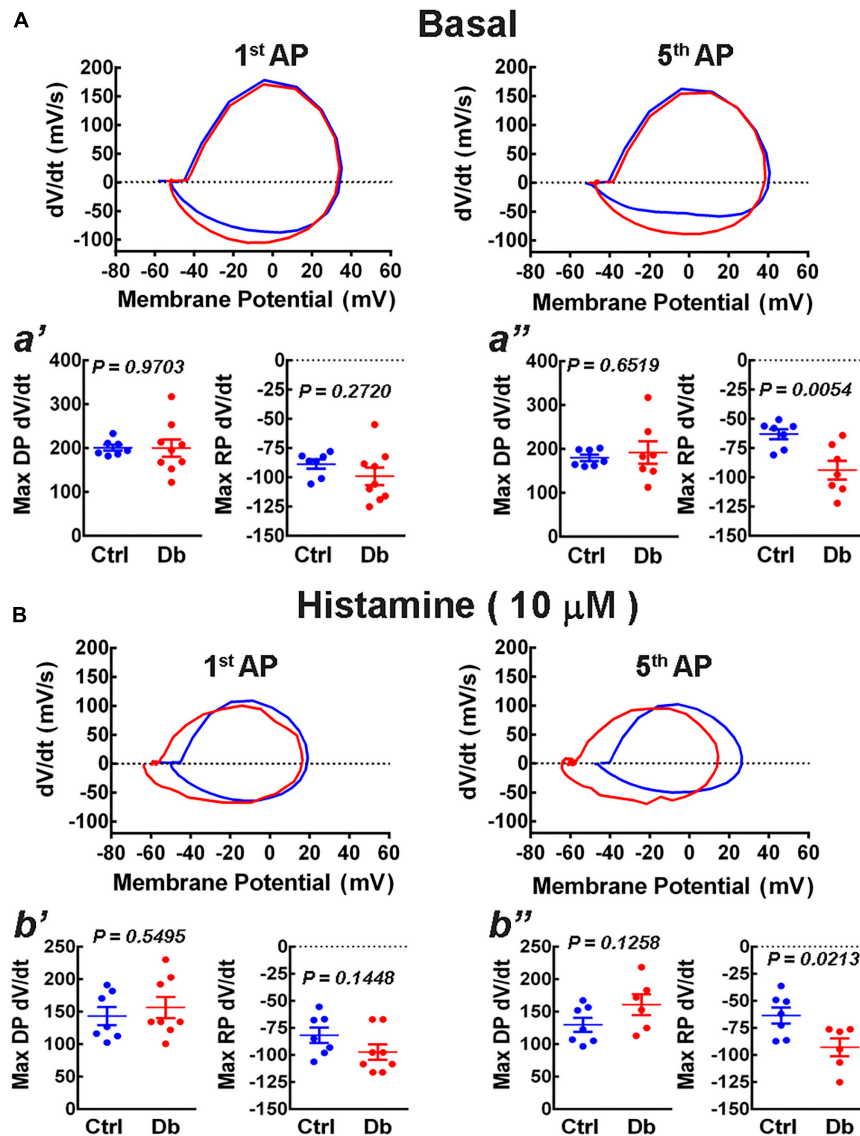 A
Basal
1st AP
5th AP
dV/dt (mV/s)
200
150
100
50
0
-50
-100
-80 -60 -40 -20 0 20 40 60
Membrane Potential (mV)
dV/dt (mV/s)
200
150
100
50
0
-50
-100
-80 -60 -40 -20 0 20 40 60
Membrane Potential (mV)
a'
Max DP dV/dt
400
300
200
100
0
P = 0.9703
Ctrl Db
Max RP dV/dt
0
-25
-50
-75
-100
-125
-150
P = 0.2720
Ctrl Db
a''
Max DP dV/dt
400
300
200
100
0
P = 0.6519
Ctrl Db
Max RP dV/dt
0
-25
-50
-75
-100
-125
-150
P = 0.0054
Ctrl Db
B
Histamine ( 10 μM )
1st AP
5th AP
dV/dt (mV/s)
200
150
100
50
0
-50
-100
-80 -60 -40 -20 0 20 40 60
Membrane Potential (mV)
dV/dt (mV/s)
200
150
100
50
0
-50
-100
-80 -60 -40 -20 0 20 40 60
Membrane Potential (mV)
b'
Max DP dV/dt
250
200
150
100
50
0
P = 0.5495
Ctrl Db
Max RP dV/dt
0
-25
-50
-75
-100
-125
-150
P = 0.1448
Ctrl Db
b''
Max DP dV/dt
250
200
150
100
50
0
P = 0.1258
Ctrl Db
Max RP dV/dt
0
-25
-50
-75
-100
-125
-150
P = 0.0213
Ctrl Db